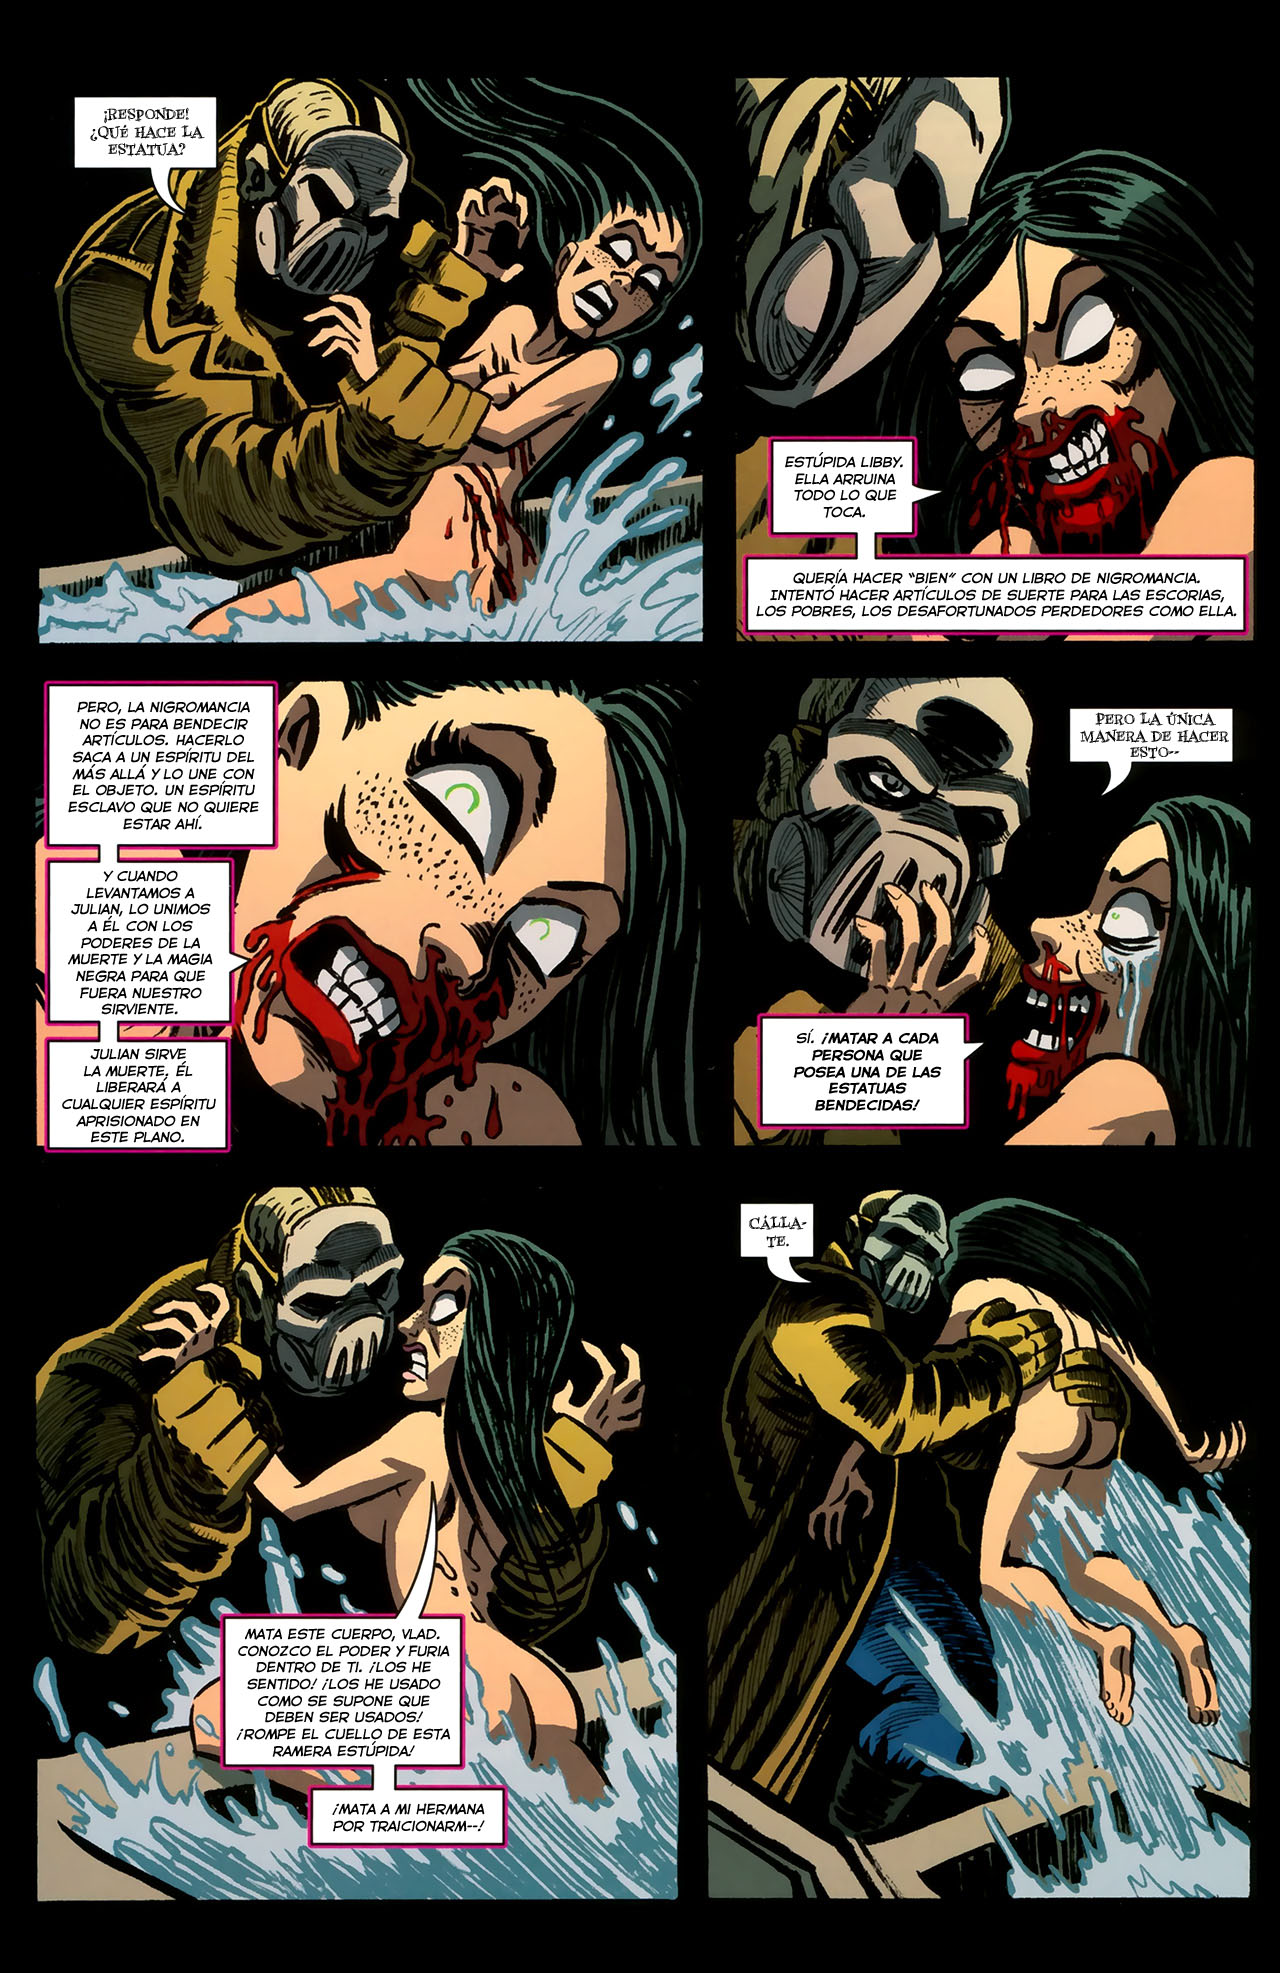 ¡RESPONDE!
¿QUÉ HACE LA
ESTATUA?
ESTÚPIDA LIBBY.
ELLA ARRUINA
TODO LO QUE
TOCA.
QUERÍA HACER "BIEN" CON UN LIBRO DE NIGROMANCIA.
INTENTÓ HACER ARTÍCULOS DE SUERTE PARA LAS ESCORIAS,
LOS POBRES, LOS DESAFORTUNADOS PERDEDORES COMO ELLA.
PERO, LA NIGROMANCIA
NO ES PARA BENDECIR
ARTÍCULOS. HACERLO
SACA A UN ESPÍRITU DEL
MÁS ALLÁ Y LO UNE CON
EL OBJETO. UN ESPÍRITU
ESCLAVO QUE NO QUIERE
ESTAR AHÍ.
Y CUANDO
LEVANTAMOS A
JULIAN, LO UNIMOS
A ÉL CON LOS
PODERES DE LA
MUERTE Y LA MAGIA
NEGRA PARA QUE
FUERA NUESTRO
SIRVIENTE.
JULIAN SIRVE
LA MUERTE, ÉL
LIBERARÁ A
CUALQUIER ESPÍRITU
APRISIONADO EN
ESTE PLANO.
PERO LA ÚNICA
MANERA DE HACER
ESTO--
SÍ. ¡MATAR A CADA
PERSONA QUE
POSEA UNA DE LAS
ESTATUAS
BENDECIDAS!
MATA ESTE CUERPO, VLAD.
CONOZCO EL PODER Y FURIA
DENTRO DE TI. ¡LOS HE
SENTIDO! ¡LOS HE USADO
COMO SE SUPONE QUE
DEBEN SER USADOS!
¡ROMPE EL CUELLO DE ESTA
RAMERA ESTÚPIDA!
¡MATA A MI HERMANA
POR TRAICIONARM--!
CÁLLA-
TE.